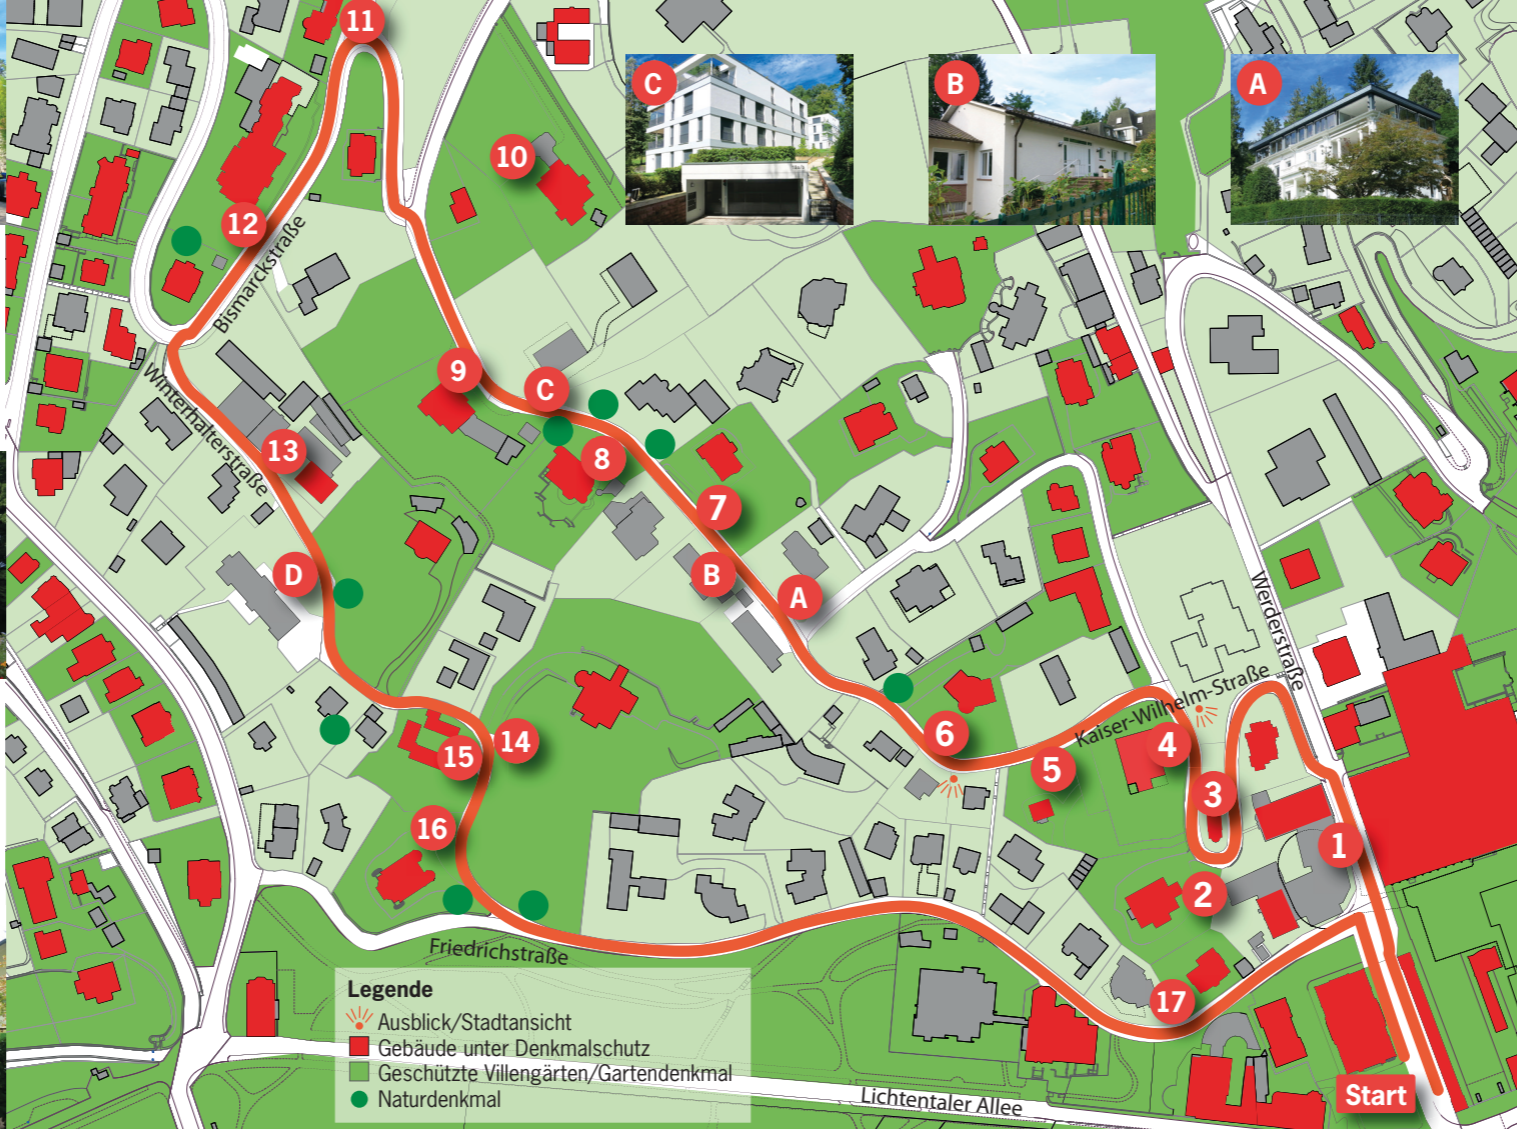 11
C
B
A
10
12
Bismarckstraße
9
C
Winterhalterstraße
13
8
7
D
B
A
Werderstraße
Kaiser-Wilhelm-Straße
6
14
15
4
5
3
16
1
2
Friedrichstraße
17
Legende
Ausblick/Stadtansicht
Gebäude unter Denkmalschutz
Geschützte Villengärten/Gartendenkmal
Naturdenkmal
Start
Lichtentaler Allee